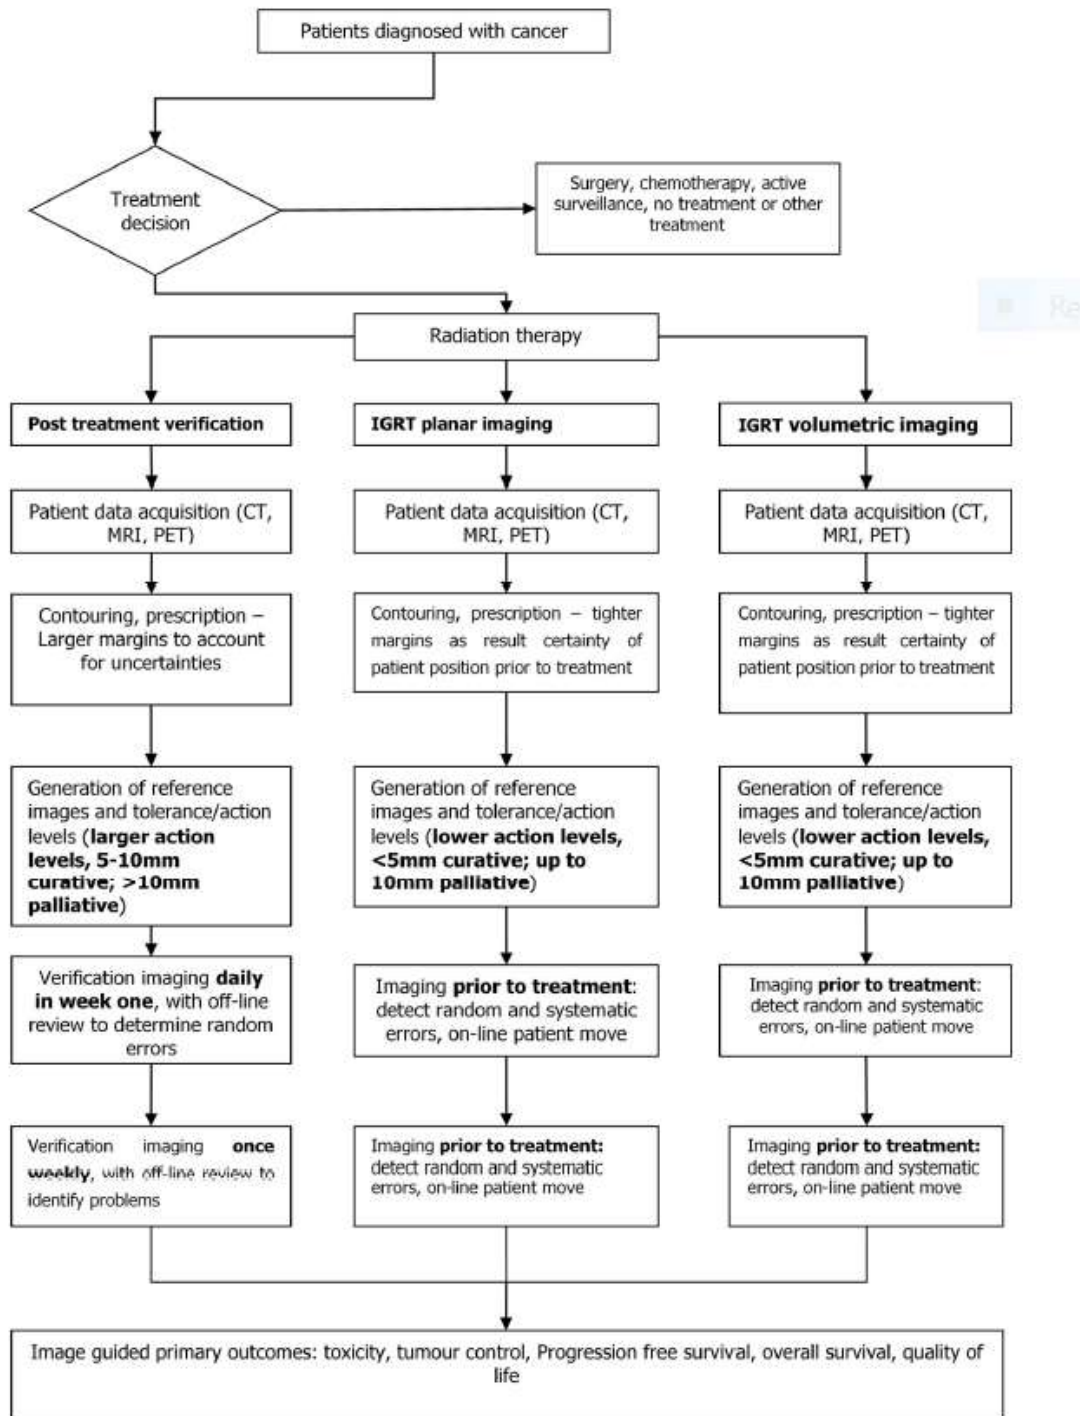 Patients diagnosed with cancer
Treatment
decision
Surgery, chemotherapy, active
surveillance, no treatment or other
treatment
Re
Radiation therapy
Post treatment verification
IGRT planar imaging
IGRT volumetric imaging
Patient data acquisition (CT,
MRI, PET)
Patient data acquisition (CT,
MRI, PET)
Patient data acquisition (CT,
MRI, PET)
Contouring, prescription –
Larger margins to account
for uncertainties
Contouring, prescription – tighter
margins as result certainty of
patient position prior to treatment
Contouring, prescription – tighter
margins as result certainty of
patient position prior to treatment
Generation of reference
images and tolerance/action
levels (larger action
levels, 5-10mm
curative; >10mm
palliative)
Generation of reference
images and tolerance/action
levels (lower action levels,
<5mm curative; up to
10mm palliative)
Generation of reference
images and tolerance/action
levels (lower action levels,
<5mm curative; up to
10mm palliative)
Verification imaging daily
in week one, with off-line
review to determine random
errors
Imaging prior to treatment:
detect random and systematic
errors, on-line patient move
Imaging prior to treatment:
detect random and systematic
errors, on-line patient move
Verification imaging once
weekly, with off-line review to
identify problems
Imaging prior to treatment:
detect random and systematic
errors, on-line patient move
Imaging prior to treatment:
detect random and systematic
errors, on-line patient move
Image guided primary outcomes: toxicity, tumour control, Progression free survival, overall survival, quality of
life